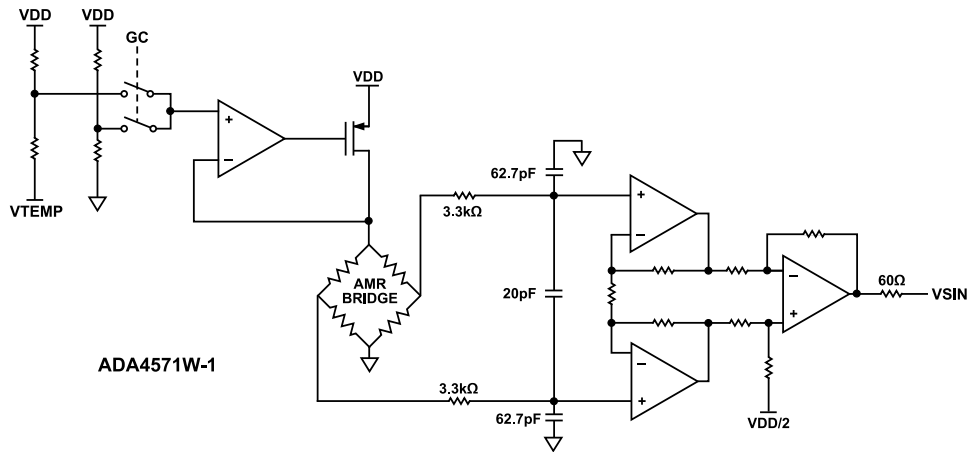 VDD
VDD
GC
VDD
+
−
VTEMP
62.7pF
3.3kΩ
AMR
BRIDGE
20pF
+
−
−
+
60Ω
VSIN
ADA4571W-1
3.3kΩ
62.7pF
−
+
VDD/2